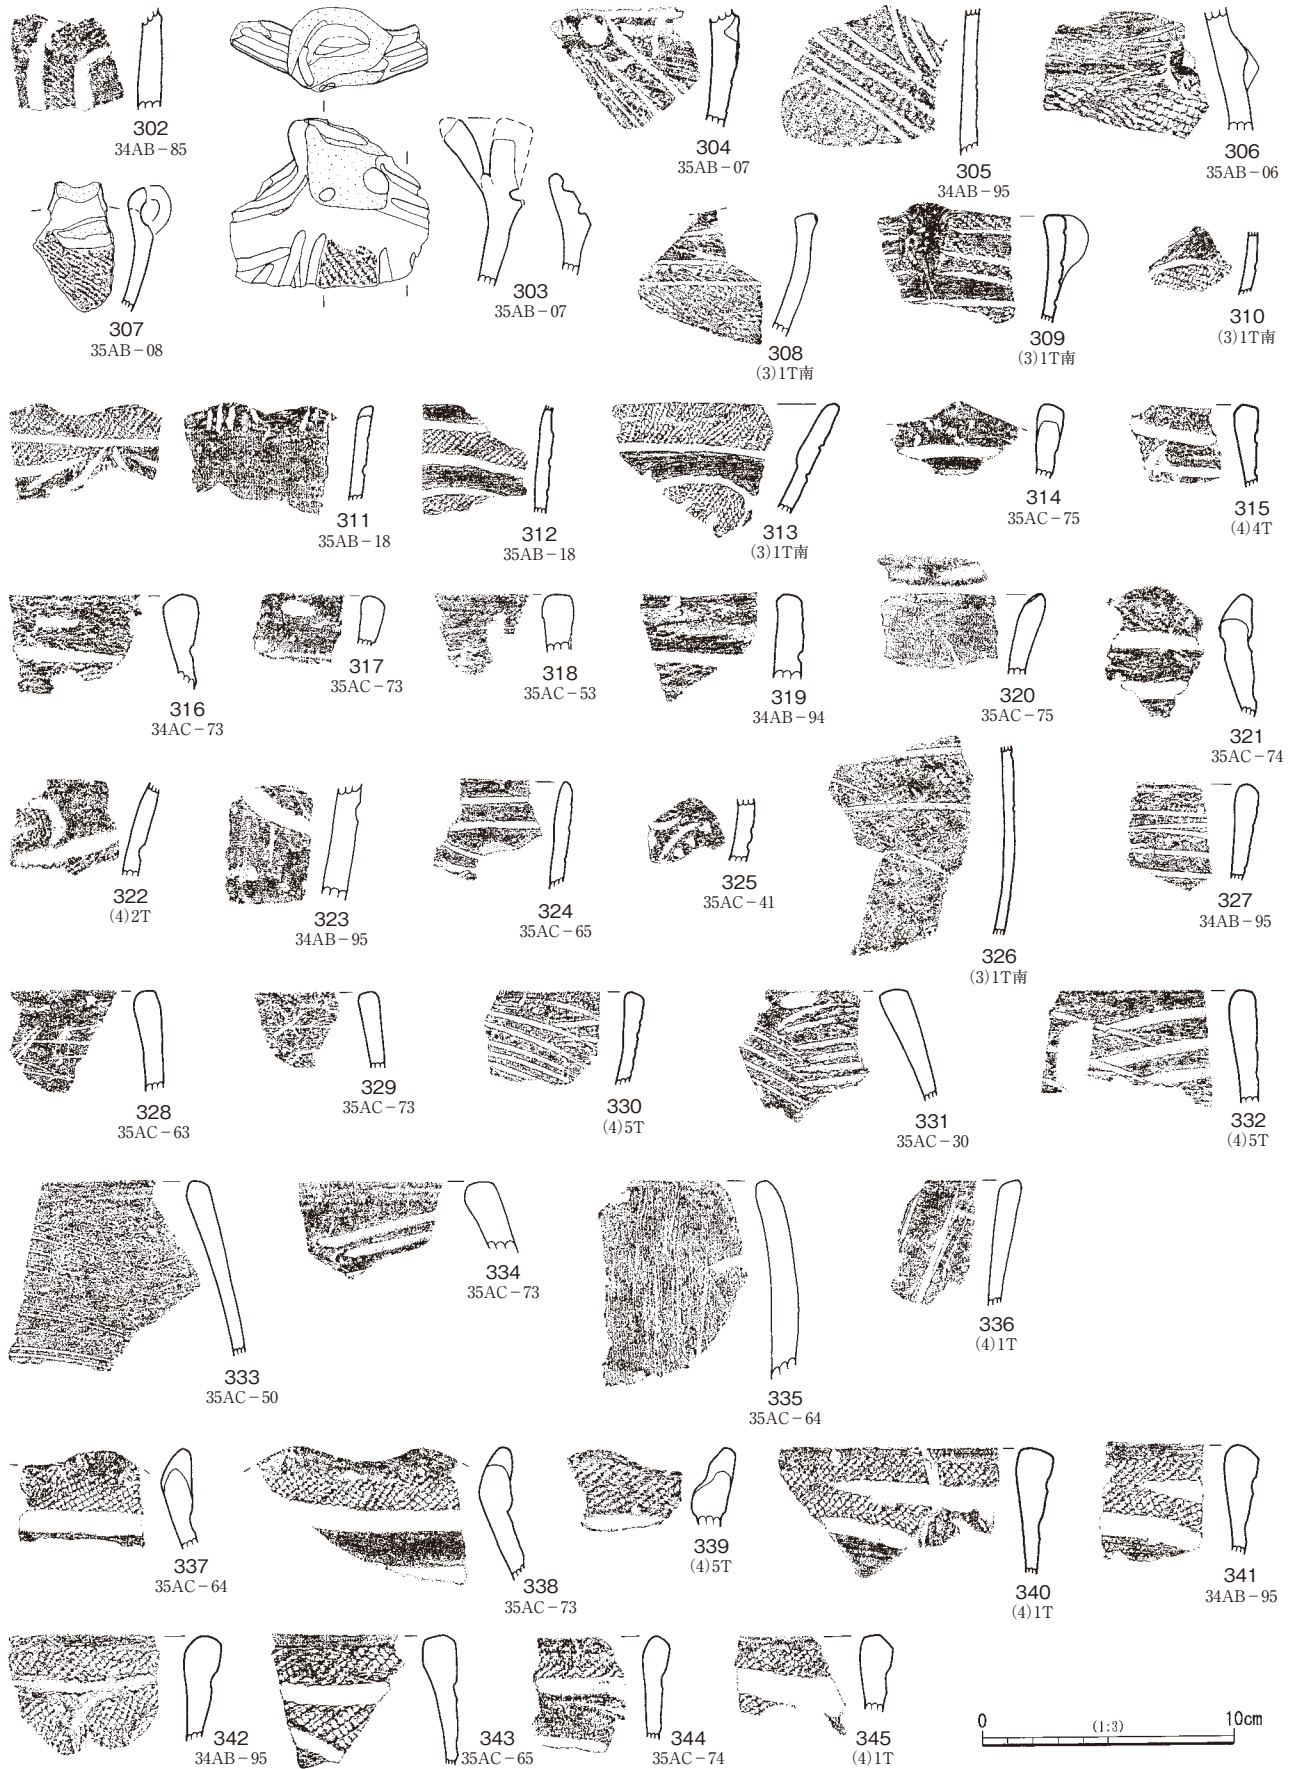 302
34AB－85
303
35AB－07
304
35AB－07
305
34AB－95
306
35AB－06
307
35AB－08
308
(3)1T南
309
(3)1T南
310
(3)1T南
311
35AB－18
312
35AB－18
313
(3)1T南
314
35AC－75
315
(4)4T
316
34AC－73
317
35AC－73
318
35AC－53
319
34AB－94
320
35AC－75
321
35AC－74
322
(4)2T
323
34AB－95
324
35AC－65
325
35AC－41
326
(3)1T南
327
34AB－95
328
35AC－63
329
35AC－73
330
(4)5T
331
35AC－30
332
(4)5T
333
35AC－50
334
35AC－73
335
35AC－64
336
(4)1T
337
35AC－64
338
35AC－73
339
(4)5T
340
(4)1T
341
34AB－95
342
34AB－95
343
35AC－65
344
35AC－74
345
(4)1T
0 (1:3) 10cm